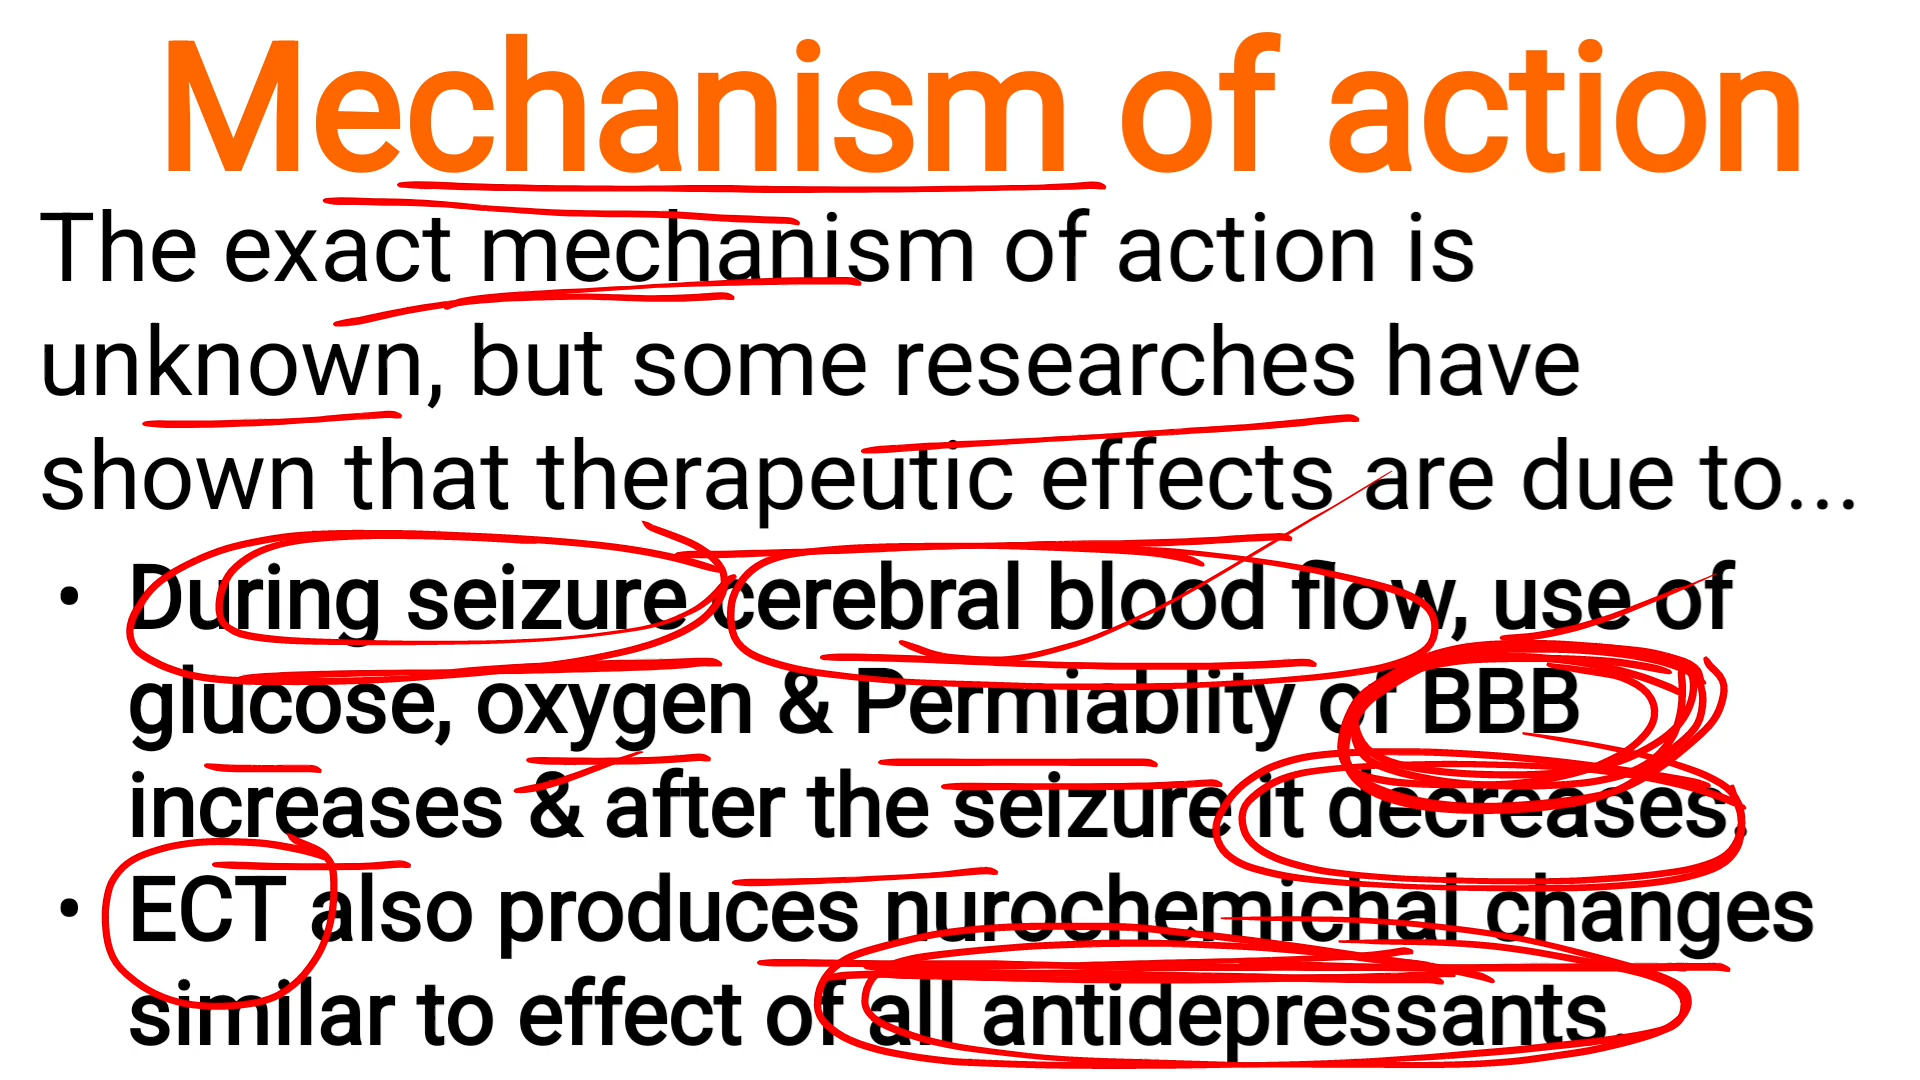 Mechanism of action
The exact mechanism of action is
unknown, but some researches have
shown that therapeutic effects are due to...
• During seizure cerebral blood flow, use of
glucose, oxygen & Permiablity of BBB
increases & after the seizure it decreases.
• ECT also produces nurochemichal changes
similar to effect of all antidepressants.